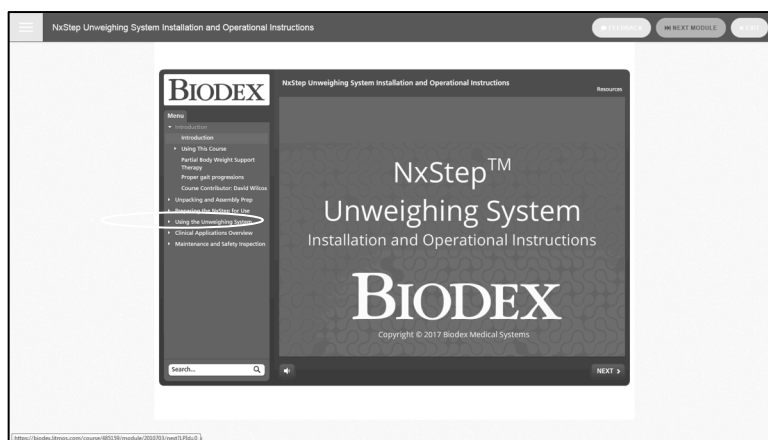 NxStep Unweighing System Installation and Operational Instructions
FEEDBACK
NEXT MODULE
EXIT
BIODEX
NxStep Unweighing System Installation and Operational Instructions
Resources
Menu
Introduction
Introduction
Using This Course
Partial Body Weight Support
Therapy
Proper gait progressions
Course Contributor: David Wilcox
Unpacking and Assembly Prep
Preparing the NxStep for Use
Using the Unweighing System
Clinical Applications Overview
Maintenance and Safety Inspection
NxStep™
Unweighing System
Installation and Operational Instructions
BIODEX
Copyright © 2017 Biodex Medical Systems
Search...
NEXT